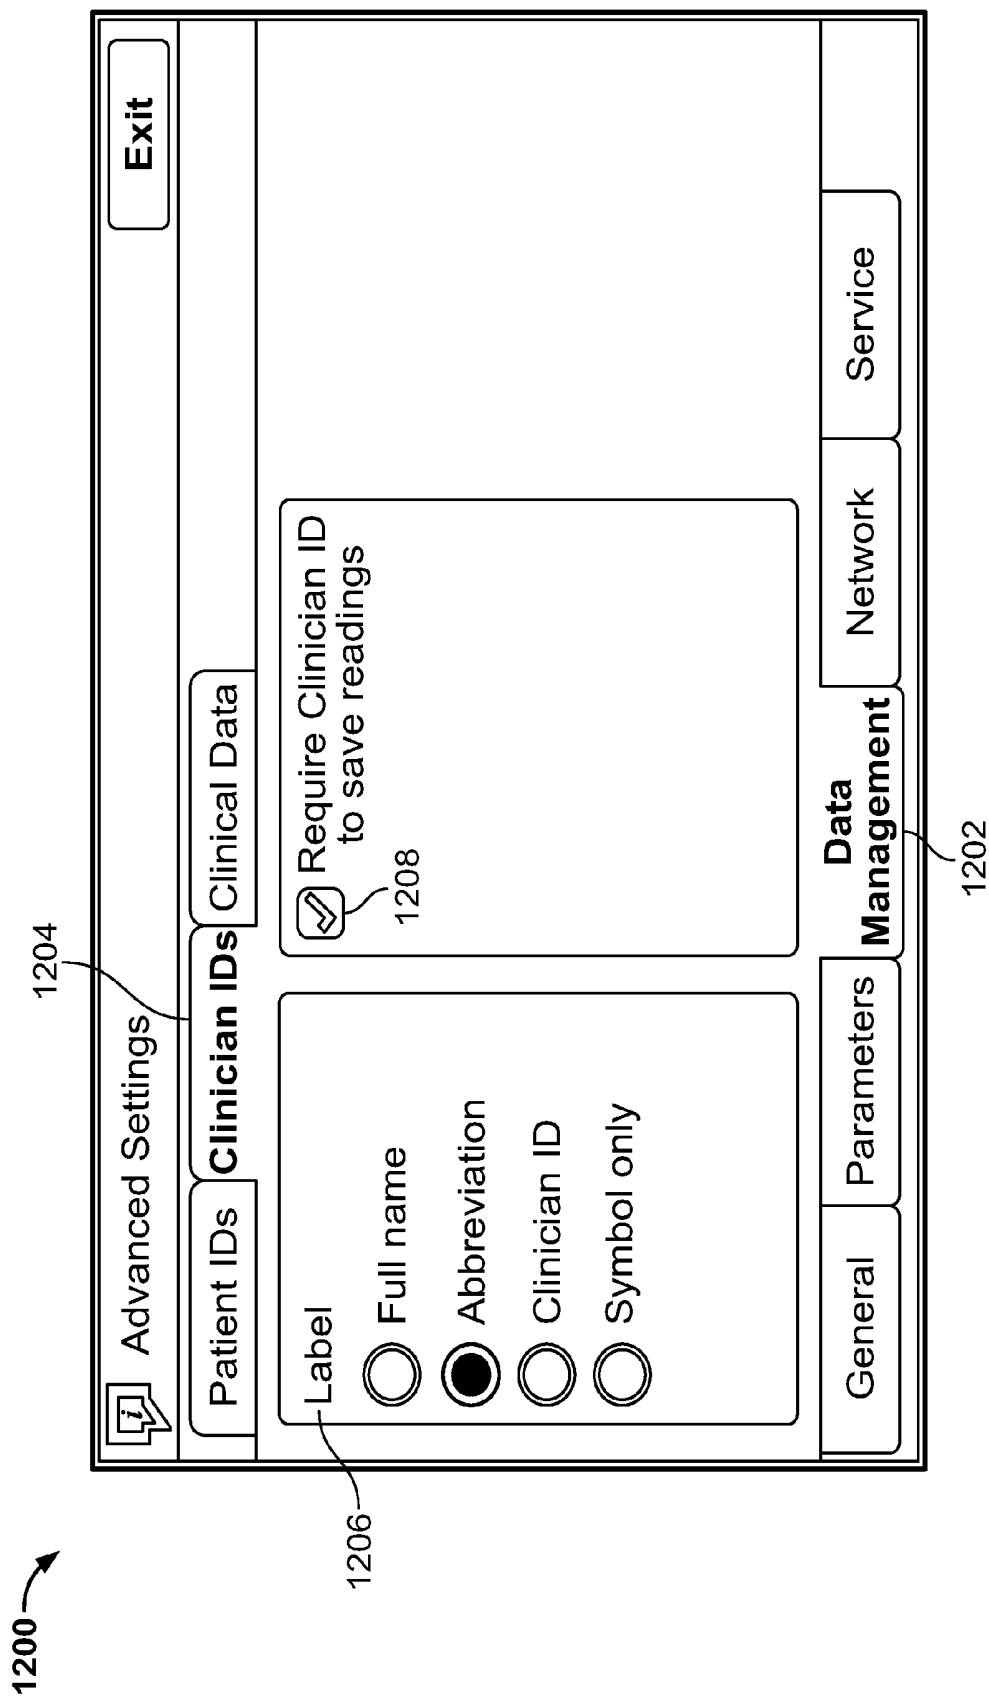 1200
Advanced Settings
Exit
1204
Patient IDs
Clinician IDs
Clinical Data
1206
Label
Full name
Abbreviation
Clinician ID
Symbol only
Require Clinician ID
to save readings
1208
General
Parameters
Data
Management
Network
Service
1202
i